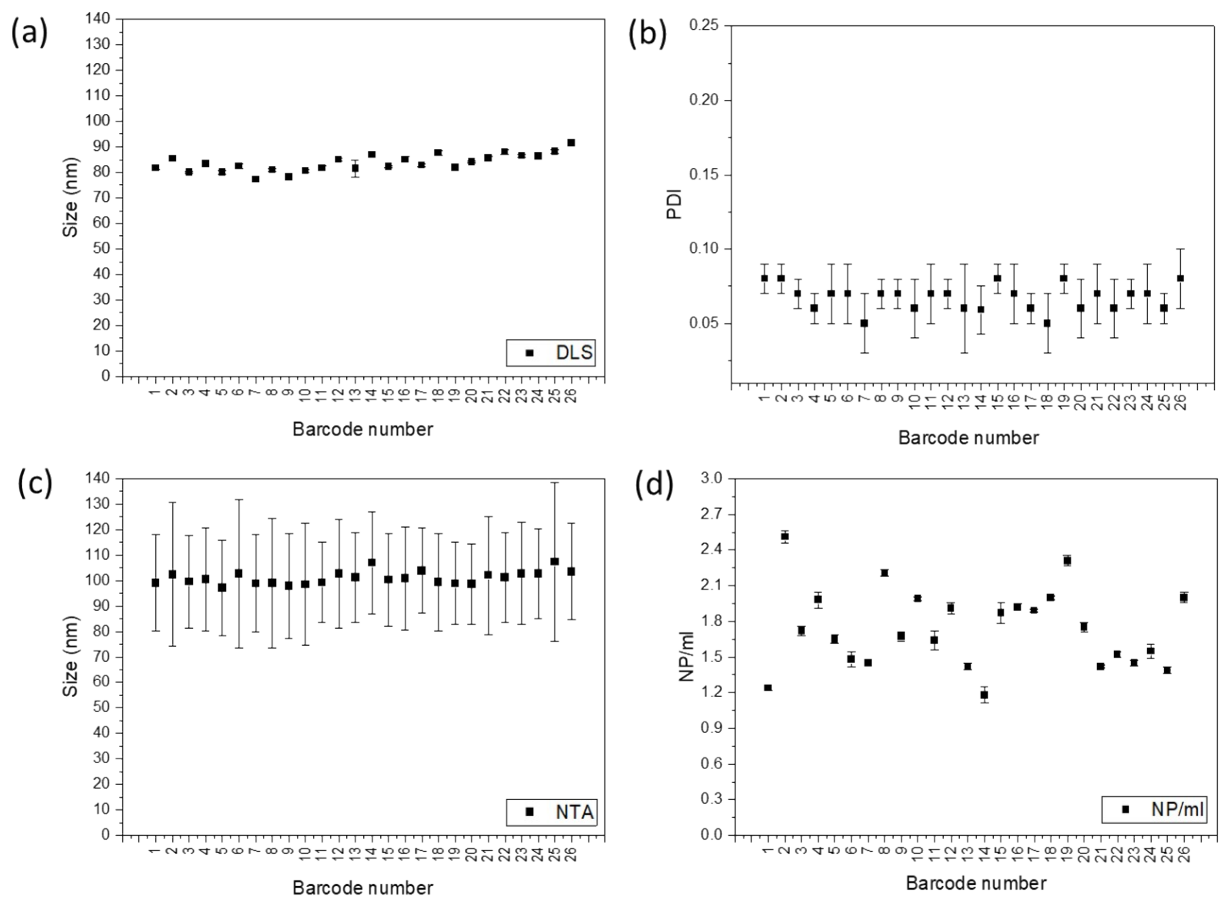 (a)
140
130
120
110
100
90
80
70
60
50
40
30
20
10
0
Size (nm)
DLS
1 2 3 4 5 6 7 8 9 10 11 12 13 14 15 16 17 18 19 20 21 22 23 24 25 26
Barcode number
(b)
0.25
0.20
0.15
0.10
0.05
PDI
1 2 3 4 5 6 7 8 9 10 11 12 13 14 15 16 17 18 19 20 21 22 23 24 25 26
Barcode number
(c)
140
130
120
110
100
90
80
70
60
50
40
30
20
10
0
Size (nm)
NTA
1 2 3 4 5 6 7 8 9 10 11 12 13 14 15 16 17 18 19 20 21 22 23 24 25 26
Barcode number
(d)
3.0
2.7
2.4
2.1
1.8
1.5
1.2
0.9
0.6
0.3
0.0
NP/ml
NP/ml
1 2 3 4 5 6 7 8 9 10 11 12 13 14 15 16 17 18 19 20 21 22 23 24 25 26
Barcode number